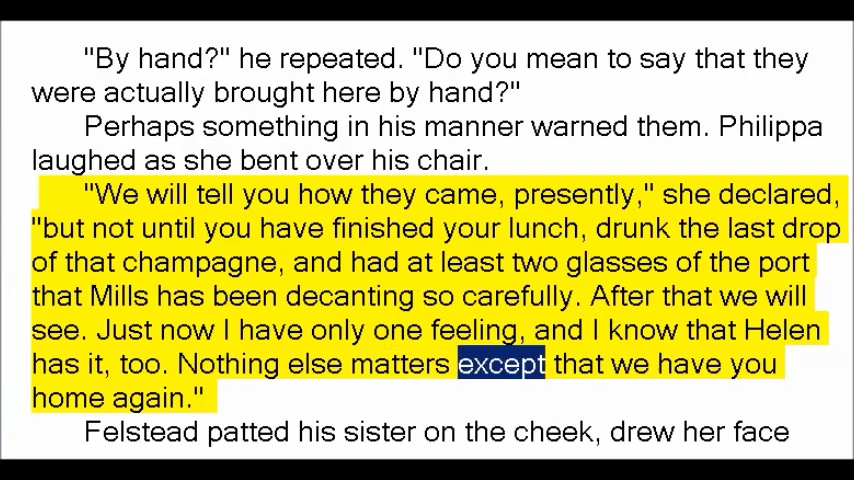 "By hand?" he repeated. "Do you mean to say that they
were actually brought here by hand?"
Perhaps something in his manner warned them. Philippa
laughed as she bent over his chair.
"We will tell you how they came, presently," she declared,
"but not until you have finished your lunch, drunk the last drop
of that champagne, and had at least two glasses of the port
that Mills has been decanting so carefully. After that we will
see. Just now I have only one feeling, and I know that Helen
has it, too. Nothing else matters except that we have you
home again."
Felstead patted his sister on the cheek, drew her face